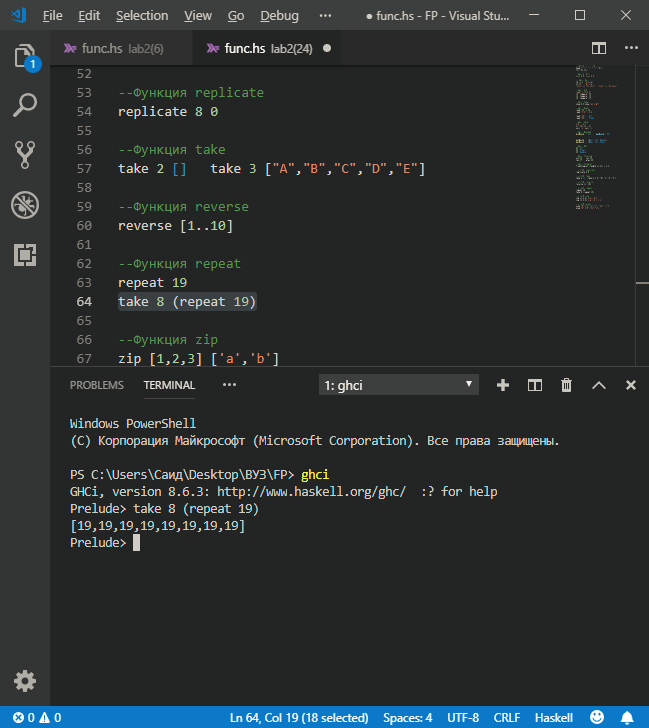 File Edit Selection View Go Debug ··· ● func.hs - FP - Visual Stu...
func.hs lab2(6) func.hs lab2(24) ●
1
52
53 --Функция replicate
54 replicate 8 0
55
56 --Функция take
57 take 2 [] take 3 ["A","B","C","D","E"]
58
59 --Функция reverse
60 reverse [1..10]
61
62 --Функция repeat
63 repeat 19
64 take 8 (repeat 19)
65
66 --Функция zip
67 zip [1,2,3] ['a','b']
PROBLEMS TERMINAL ··· 1: ghci
Windows PowerShell
(C) Корпорация Майкрософт (Microsoft Corporation). Все права защищены.
PS C:\Users\Саид\Desktop\ВУЗ\FP> ghci
GHCi, version 8.6.3: http://www.haskell.org/ghc/  :? for help
Prelude> take 8 (repeat 19)
[19,19,19,19,19,19,19,19]
Prelude>
0 0 Ln 64, Col 19 (18 selected) Spaces: 4 UTF-8 CRLF Haskell